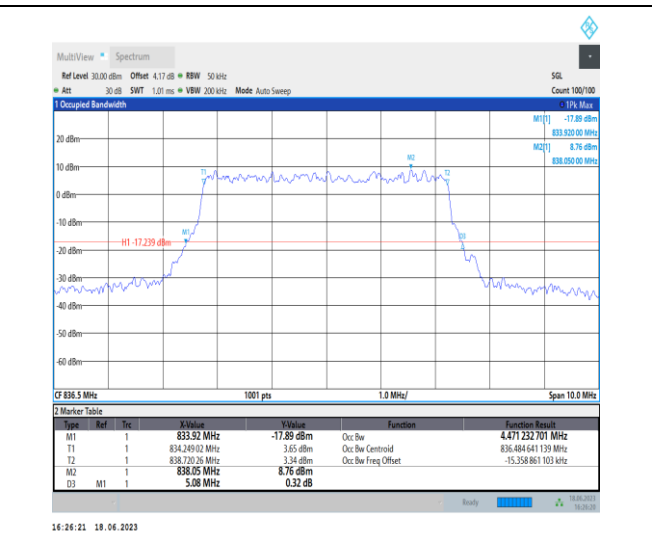 MultiView Spectrum
Ref Level 30.00 dBm Offset 4.17 dB RBW 50 kHz SGL
Att 30 dB SWT 1.01 ms VBW 200 kHz Mode Auto Sweep Count 100/100
1 Occupied Bandwidth 1Pk Max
M1[1] -17.89 dBm
833.920 00 MHz
M2[1] 8.76 dBm
838.050 00 MHz
20 dBm
10 dBm
T1 M2 T2
0 dBm
-10 dBm
M1 D3
H1 -17.239 dBm
-20 dBm
-30 dBm
-40 dBm
-50 dBm
-60 dBm
CF 836.5 MHz 1001 pts 1.0 MHz/ Span 10.0 MHz
2 Marker Table
Type Ref Trc X-Value Y-Value Function Function Result
M1 1 833.92 MHz -17.89 dBm Occ Bw 4.471 232 701 MHz
T1 1 834.249 02 MHz 3.65 dBm Occ Bw Centroid 836.484 641 139 MHz
T2 1 838.720 26 MHz 3.34 dBm Occ Bw Freq Offset -15.358 861 103 kHz
M2 1 838.05 MHz 8.76 dBm
D3 M1 1 5.08 MHz 0.32 dB
Ready 18.06.2023
16:26:20
16:26:21 18.06.2023